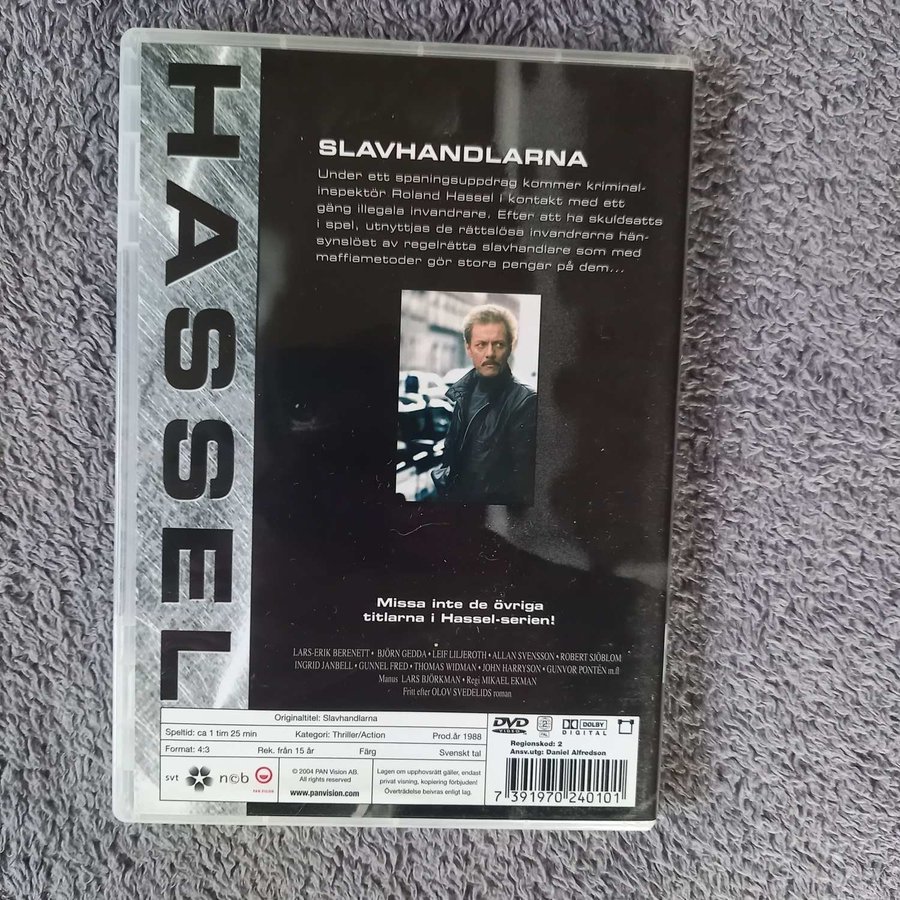 HASSEL
SLAVHANDLARNA
Under ett spaningsuppdrag kommer kriminal-
inspektör Roland Hassel i kontakt med ett
gäng illegala invandrare. Efter att ha skuldsatts
i spel, utnyttjas de rättslösa invandrarna hän-
synslöst av regelrätta slavhandlare som med
maffiametoder gör stora pengar på dem...
Missa inte de övriga
titlarna i Hassel-serien!
LARS-ERIK BERENETT • BJÖRN GEDDA • LEIF LILJEROTH • ALLAN SVENSSON • ROBERT SJÖBLOM
INGRID JANBELL • GUNNEL FRED • THOMAS WIDMAN • JOHN HARRYSON • GUNVOR PONTÉN m.fl
Manus LARS BJÖRKMAN • Regi MIKAEL EKMAN
Fritt efter OLOV SVEDELIDS roman
Originaltitel: Slavhandlarna
Speltid: ca 1 tim 25 min Kategori: Thriller/Action Prod.år 1988
Format: 4:3 Rek. från 15 år Färg Svenskt tal
svt ncb PAN VISION
© 2004 PAN Vision AB.
All rights reserved
www.panvision.com
Lagen om upphovsrätt gäller, endast
privat visning, kopiering förbjuden!
Överträdelse beivras enligt lag.
DVD VIDEO 2 PAL DOLBY DIGITAL
Regionskod: 2
Ansv.utg: Daniel Alfredson
7 391970 240101